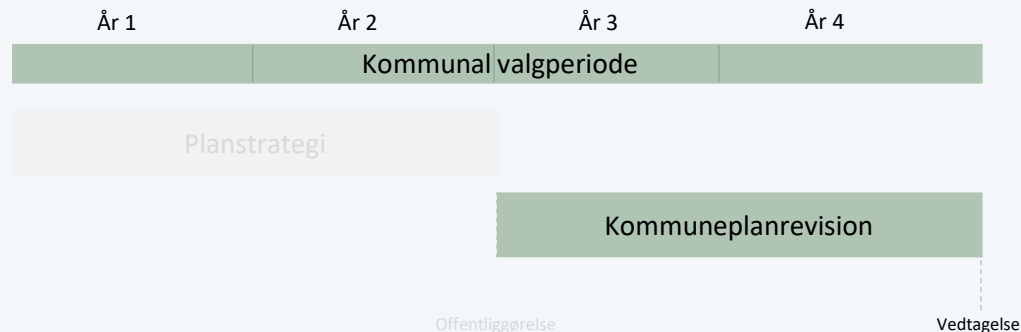 År 1
År 2
År 3
År 4
Kommunal valgperiode
Planstrategi
Kommuneplanrevision
Offentliggørelse
Vedtagelse